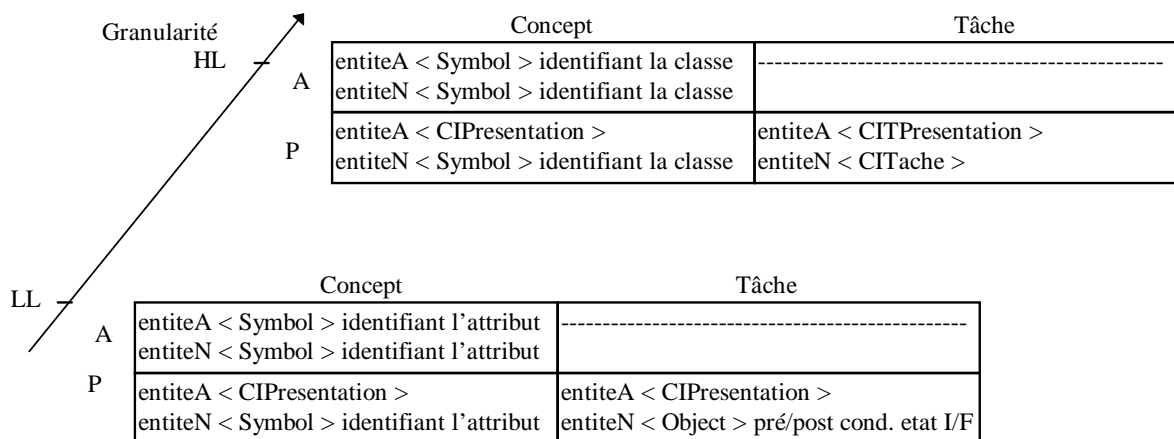 Granularité
HL
Concept Tâche
A
entiteA < Symbol > identifiant la classe
entiteN < Symbol > identifiant la classe
------------------------------------------------
P
entiteA < CIPresentation > entiteA < CITPresentation >
entiteN < Symbol > identifiant la classe entiteN < CITache >
LL
Concept Tâche
A
entiteA < Symbol > identifiant l’attribut
entiteN < Symbol > identifiant l’attribut
------------------------------------------------
P
entiteA < CIPresentation > entiteA < CIPresentation >
entiteN < Symbol > identifiant l’attribut entiteN < Object > pré/post cond. etat I/F